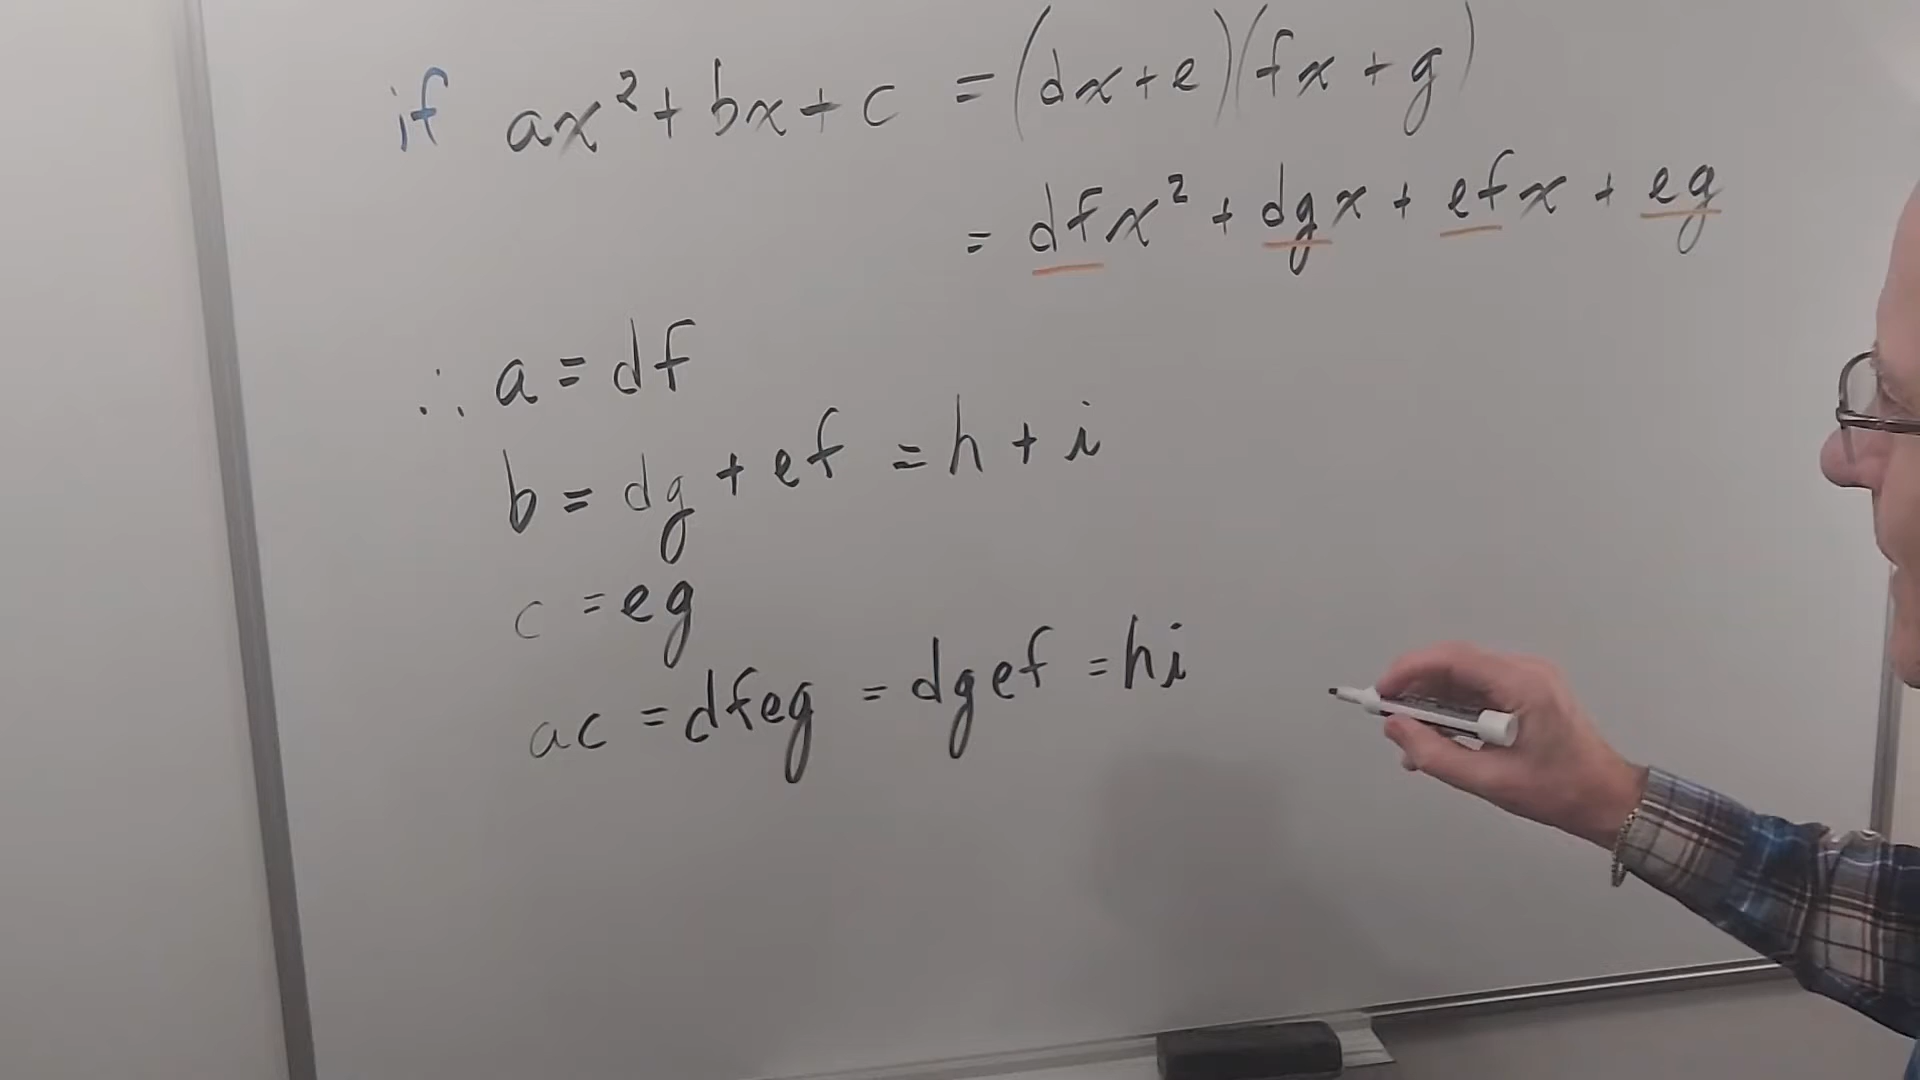 if ax² + bx + c = (dx + e)(fx + g)
= dfx² + dgx + efx + eg
∴ a = df
b = dg + ef = h + i
c = eg
ac = dfeg = dgef = hi